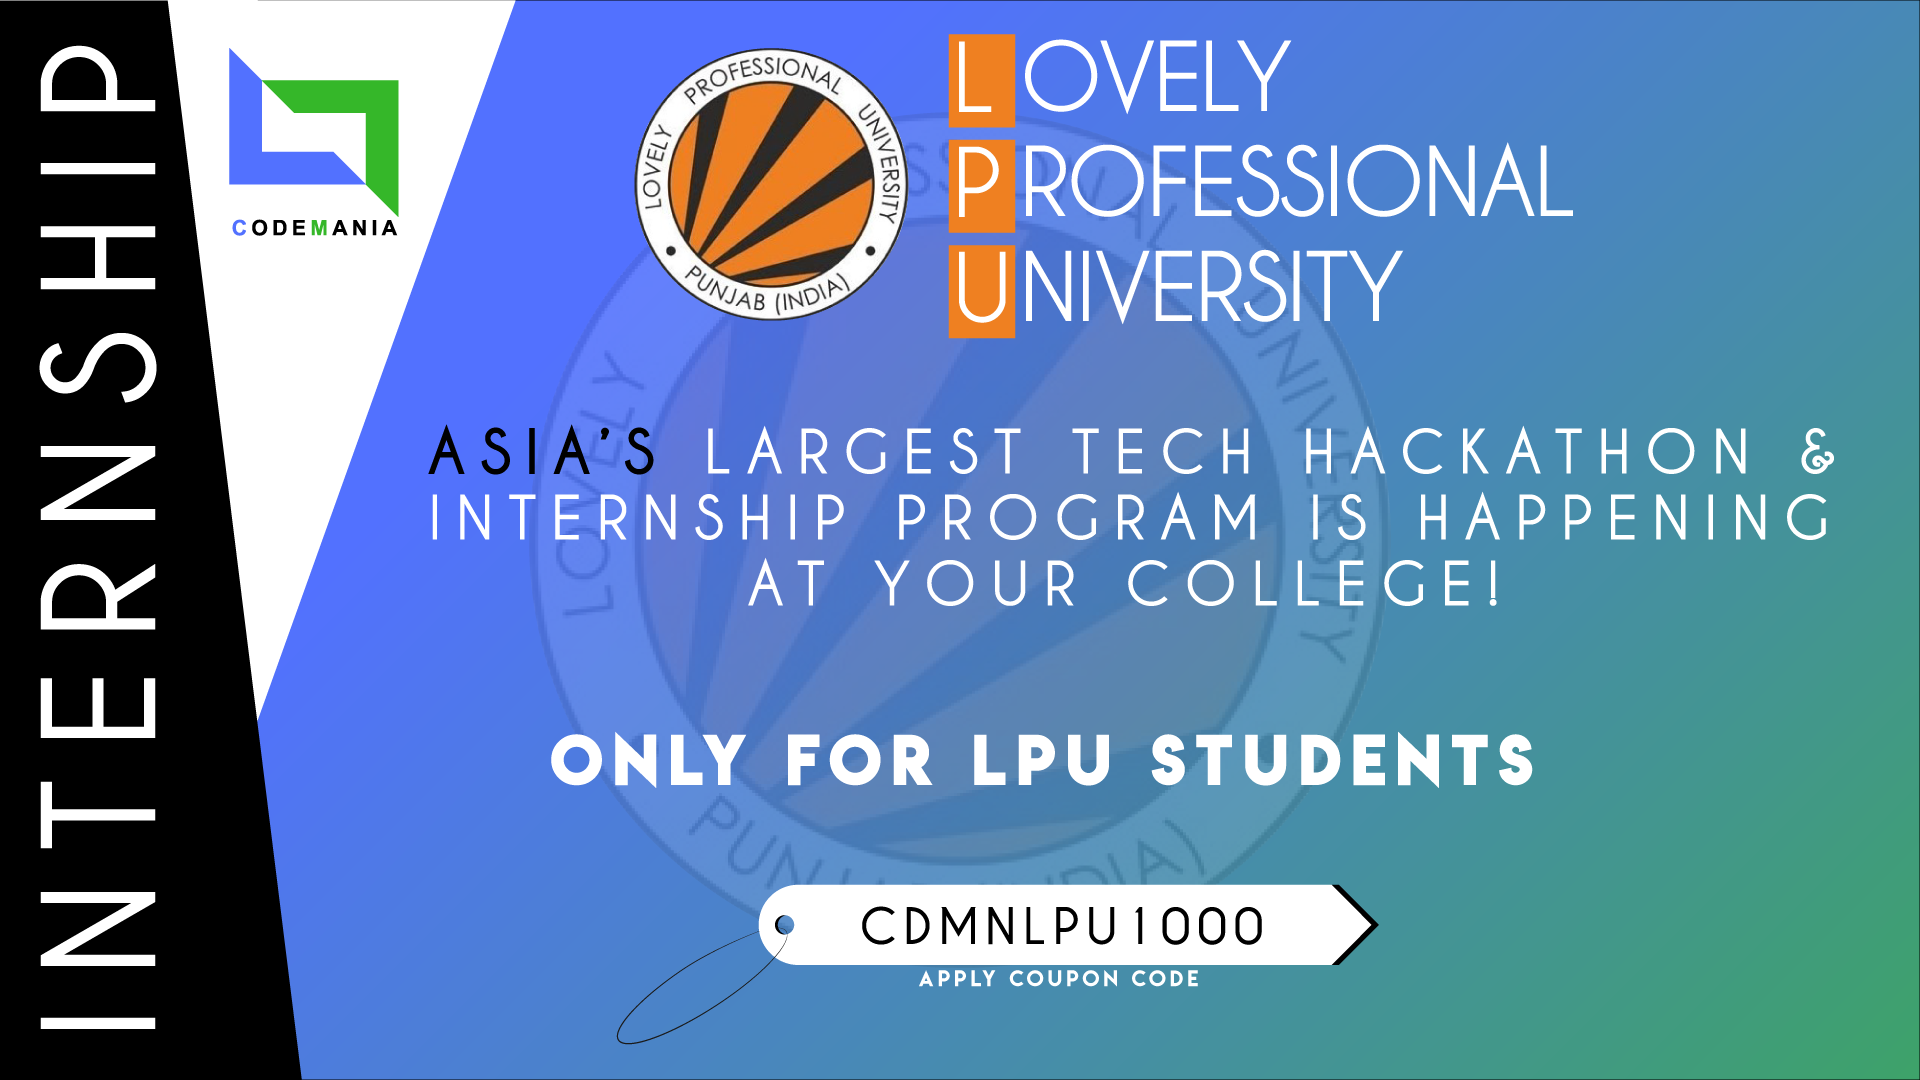 INTERNSHIP
CODEMANIA
LOVELY PROFESSIONAL UNIVERSITY
PUNJAB (INDIA)
LOVELY
PROFESSIONAL
UNIVERSITY
ASIA'S LARGEST TECH HACKATHON &
INTERNSHIP PROGRAM IS HAPPENING
AT YOUR COLLEGE!
ONLY FOR LPU STUDENTS
CDMNLPU1000
APPLY COUPON CODE